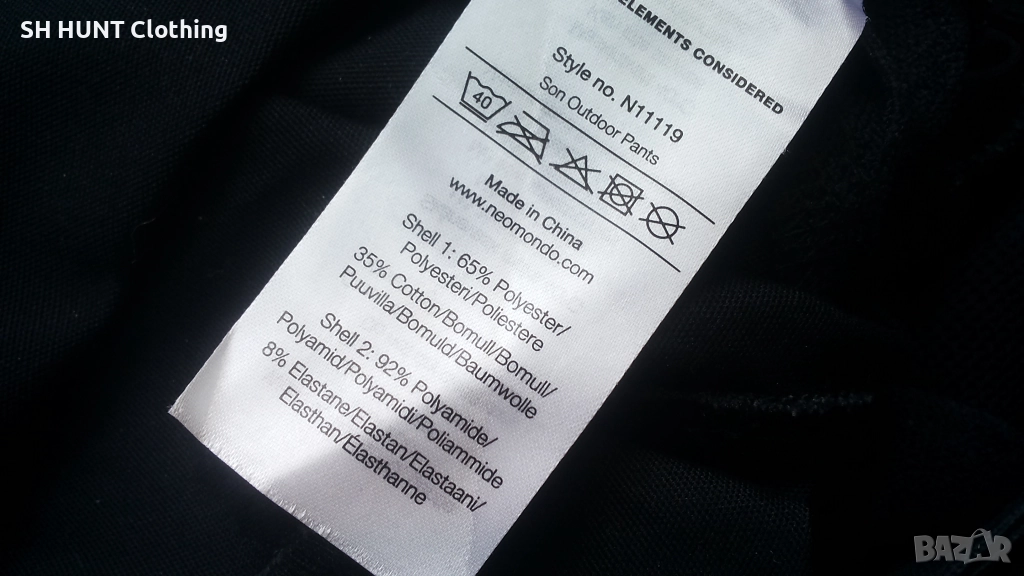 SH HUNT Clothing
ELEMENTS CONSIDERED
Style no. N11119
Son Outdoor Pants
40
Made in China
www.neomondo.com
Shell 1: 65% Polyester/
Polyesteri/Poliestere
35% Cotton/Bomull/Bomull/
Puuvilla/Bomuld/Baumwolle
Shell 2: 92% Polyamide/
Polyamid/Polyamidi/Poliammide
8% Elastane/Elastan/Elastaani/
Elasthan/Élasthanne
BAZAR